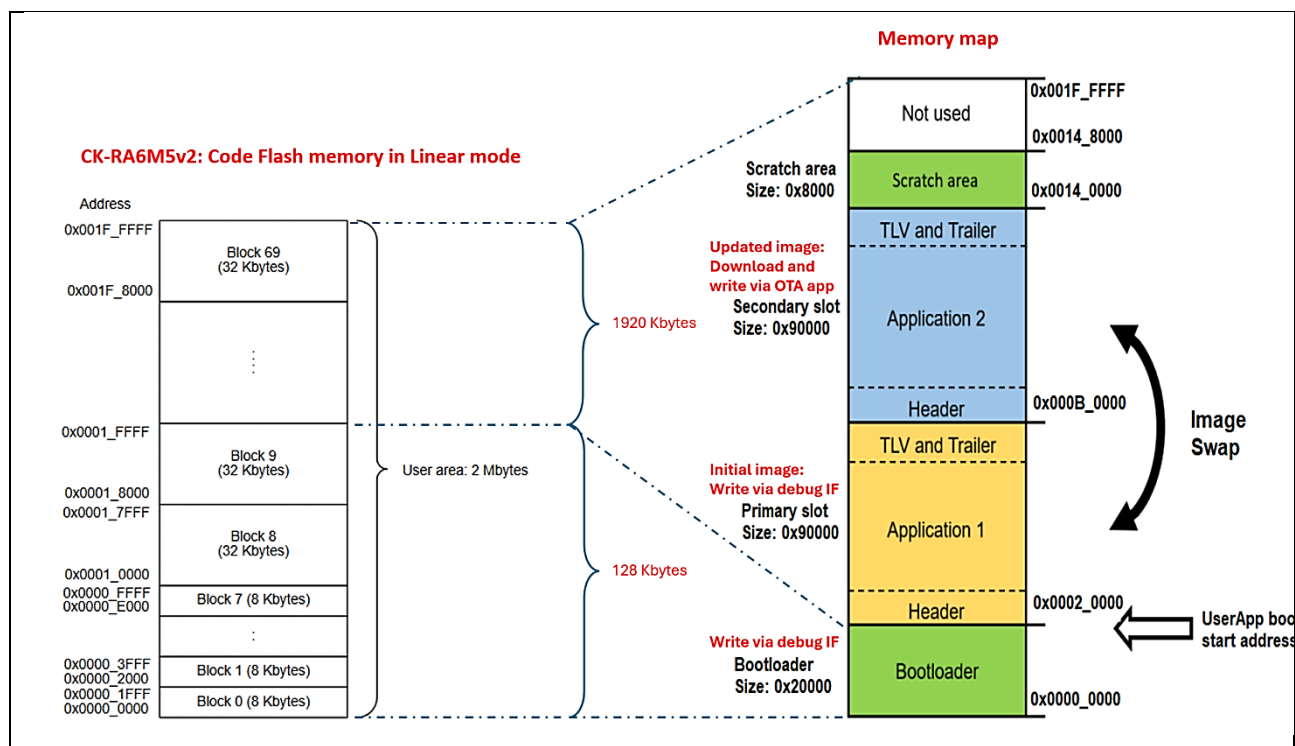 Memory map
CK-RA6M5v2: Code Flash memory in Linear mode
Address
0x001F_FFFF
Block 69
(32 Kbytes)
0x001F_8000
0x0001_FFFF
Block 9
(32 Kbytes)
0x0001_8000
0x0001_7FFF
Block 8
(32 Kbytes)
0x0001_0000
0x0000_FFFF
0x0000_E000
Block 7 (8 Kbytes)
:
0x0000_3FFF
0x0000_2000
Block 1 (8 Kbytes)
0x0000_1FFF
0x0000_0000
Block 0 (8 Kbytes)
User area: 2 Mbytes
1920 Kbytes
128 Kbytes
0x001F_FFFF
Not used
0x0014_8000
Scratch area
Size: 0x8000
Scratch area
0x0014_0000
TLV and Trailer
Updated image:
Download and
write via OTA app
Secondary slot
Size: 0x90000
Application 2
Header
0x000B_0000
TLV and Trailer
Image
Swap
Initial image:
Write via debug IF
Primary slot
Size: 0x90000
Application 1
Header
0x0002_0000
UserApp boo
start address
Write via debug IF
Bootloader
Size: 0x20000
Bootloader
0x0000_0000